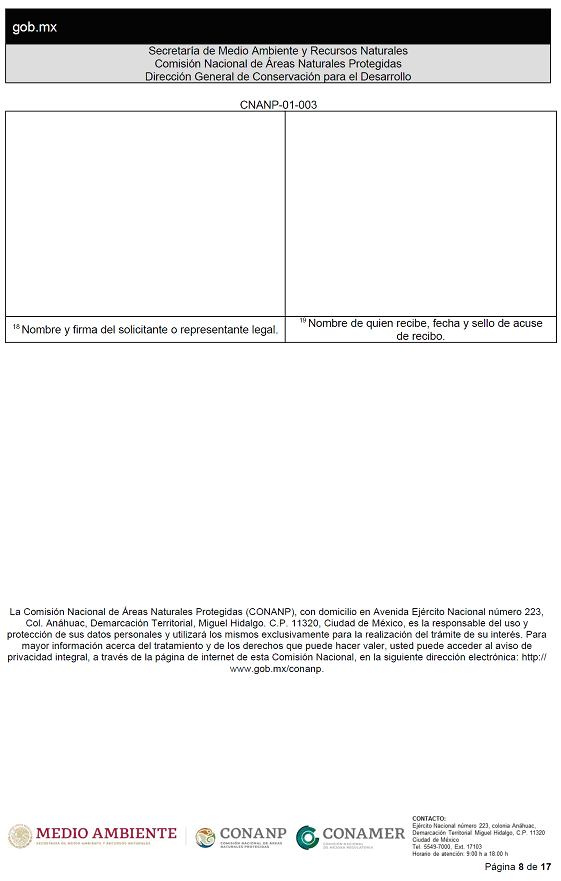 gob.mx
Secretaría de Medio Ambiente y Recursos Naturales
Comisión Nacional de Áreas Naturales Protegidas
Dirección General de Conservación para el Desarrollo
CNANP-01-003
18 Nombre y firma del solicitante o representante legal.
19 Nombre de quien recibe, fecha y sello de acuse
de recibo.
La Comisión Nacional de Áreas Naturales Protegidas (CONANP), con domicilio en Avenida Ejército Nacional número 223,
Col. Anáhuac, Demarcación Territorial, Miguel Hidalgo. C.P. 11320, Ciudad de México, es la responsable del uso y
protección de sus datos personales y utilizará los mismos exclusivamente para la realización del trámite de su interés. Para
mayor información acerca del tratamiento y de los derechos que puede hacer valer, usted puede acceder al aviso de
privacidad integral, a través de la página de internet de esta Comisión Nacional, en la siguiente dirección electrónica: http://
www.gob.mx/conanp.
MEDIO AMBIENTE
SECRETARÍA DE MEDIO AMBIENTE Y RECURSOS NATURALES
CONANP
COMISIÓN NACIONAL DE ÁREAS
NATURALES PROTEGIDAS
CONAMER
COMISIÓN NACIONAL
DE MEJORA REGULATORIA
CONTACTO:
Ejército Nacional número 223, colonia Anáhuac,
Demarcación Territorial Miguel Hidalgo, C.P. 11320
Ciudad de México
Tel. 5549-7000, Ext. 17103
Horario de atención: 9:00 h a 18:00 h
Página 8 de 17